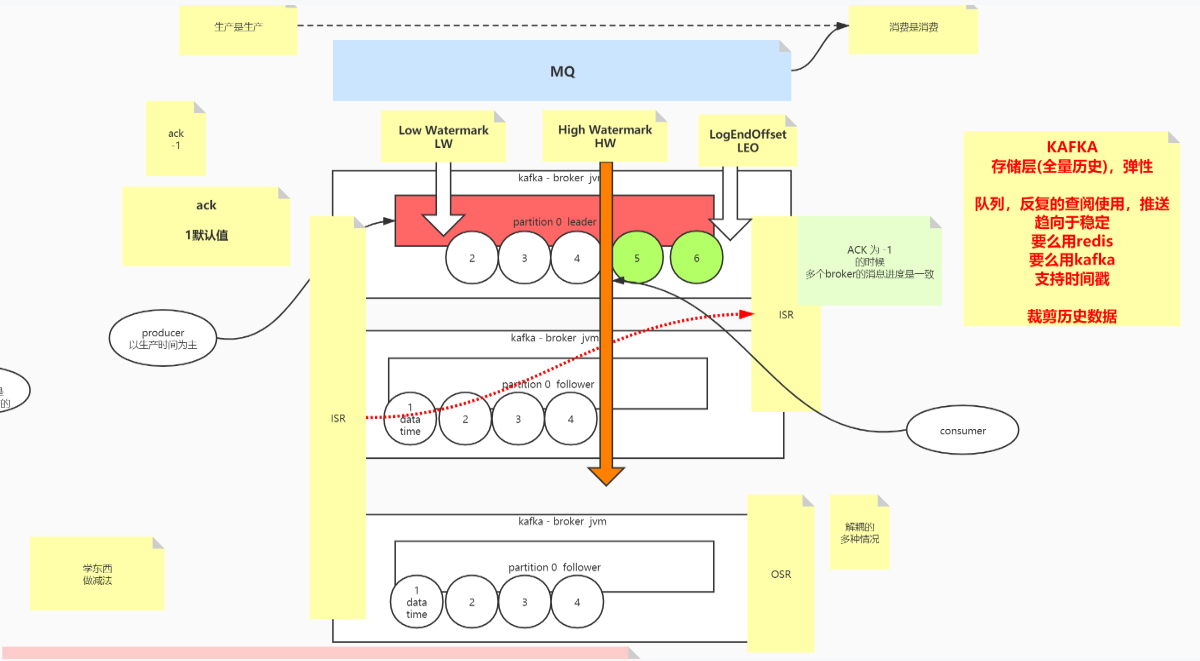 生产是生产
消费是消费
MQ
ack
-1
Low Watermark
LW
High Watermark
HW
LogEndOffset
LEO
KAFKA
存储层(全量历史)，弹性
队列，反复的查阅使用，推送
趋向于稳定
要么用redis
要么用kafka
支持时间戳
裁剪历史数据
kafka - broker jvm
ack
1默认值
partition 0 leader
2
3
4
5
6
ACK 为 -1
的时候
多个broker的消息进度是一致
ISR
producer
以生产时间为主
kafka - broker jvm
partition 0 follower
1
data
time
2
3
4
ISR
的
consumer
kafka - broker jvm
partition 0 follower
1
data
time
2
3
4
OSR
解耦的
多种情况
学东西
做减法